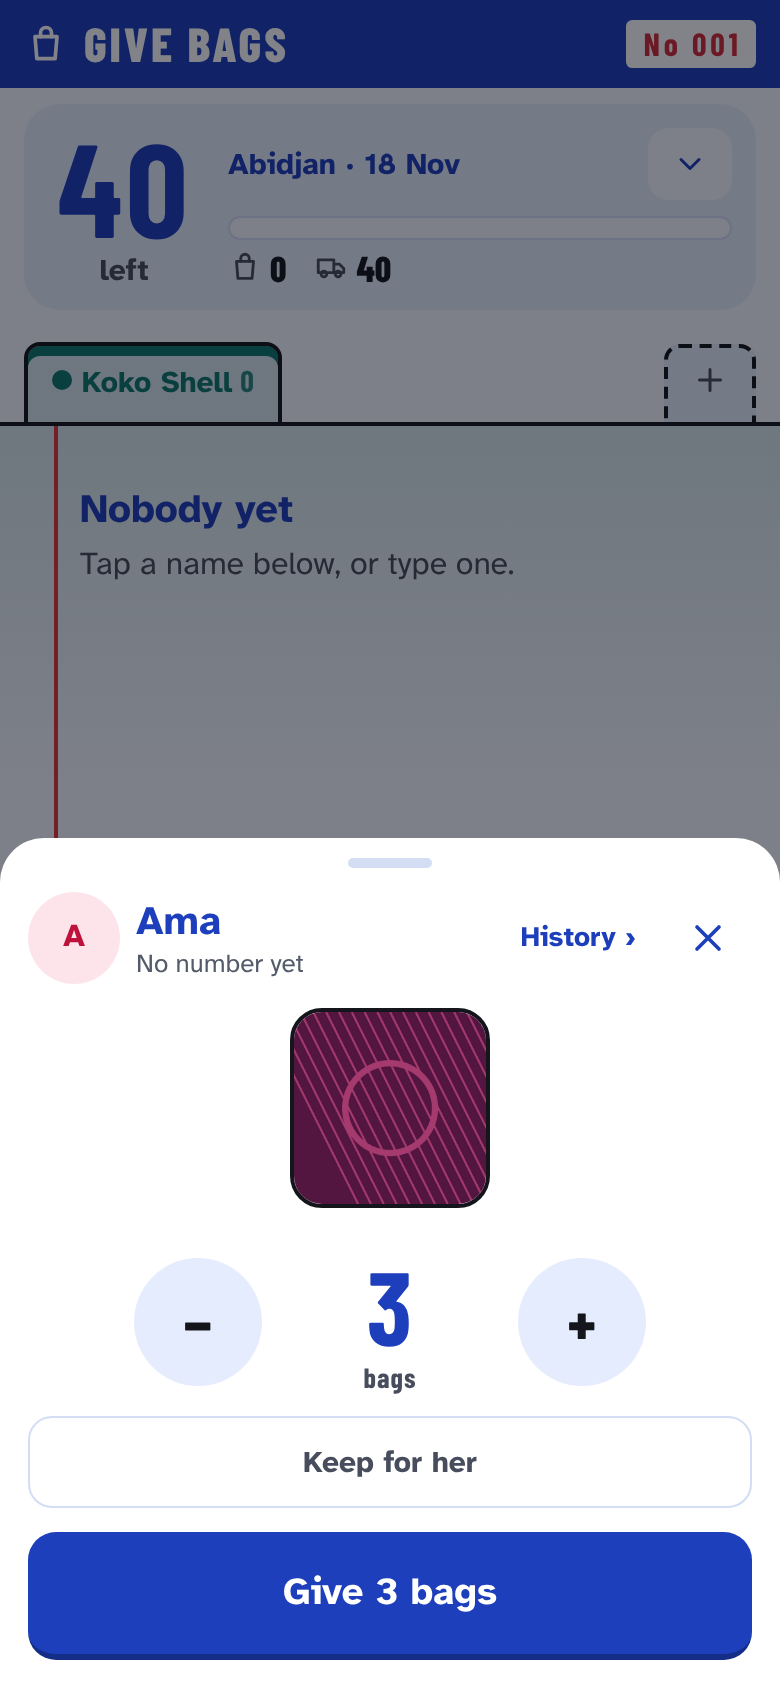 GIVE BAGS
No 001
40
left
Abidjan · 18 Nov
0
40
Koko Shell 0
+
Nobody yet
Tap a name below, or type one.
A
Ama
No number yet
History ›
−
3
bags
+
Keep for her
Give 3 bags